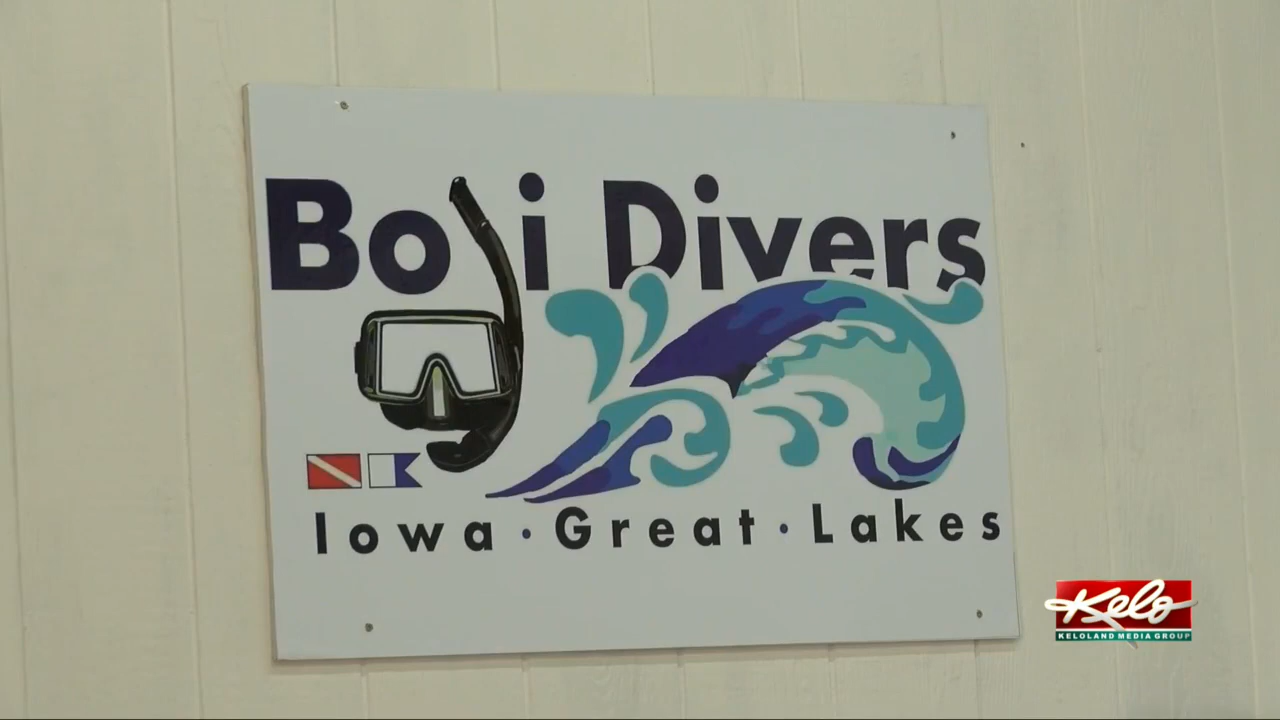 Boji Divers
Iowa · Great · Lakes
Kelo
KELOLAND MEDIA GROUP